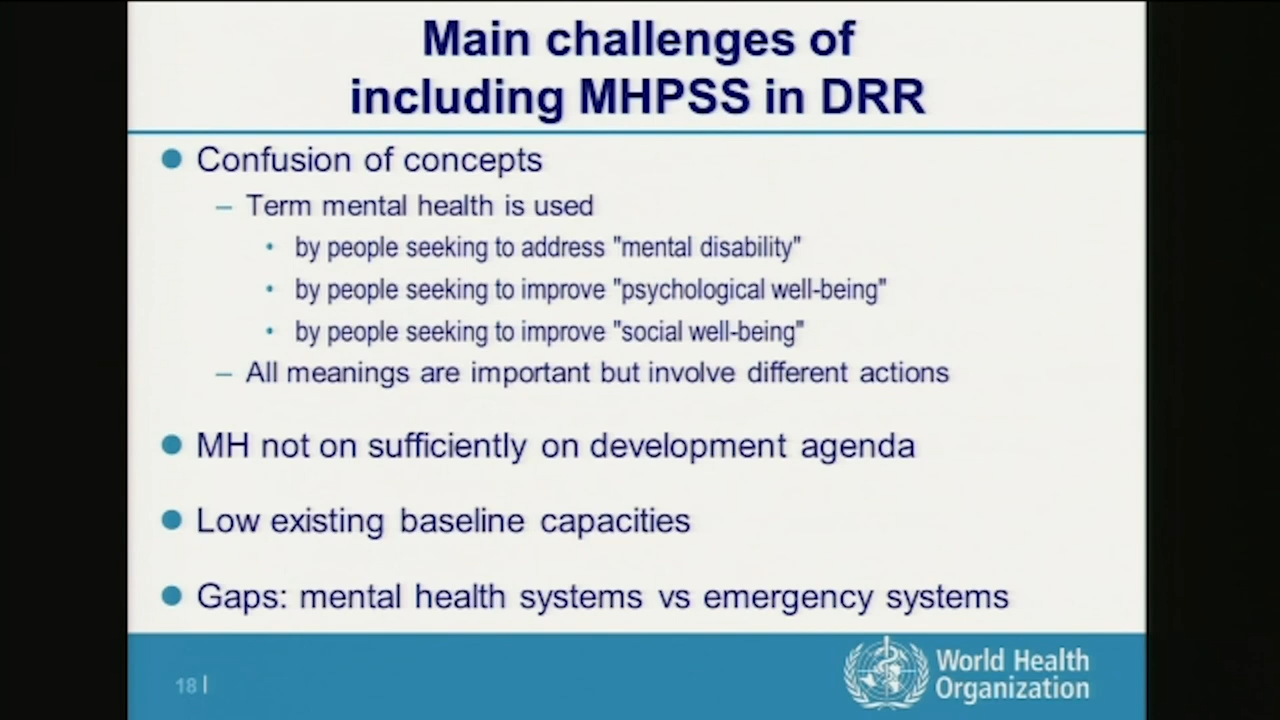 Main challenges of
including MHPSS in DRR
Confusion of concepts
– Term mental health is used
• by people seeking to address "mental disability"
• by people seeking to improve "psychological well-being"
• by people seeking to improve "social well-being"
– All meanings are important but involve different actions
MH not on sufficiently on development agenda
Low existing baseline capacities
Gaps: mental health systems vs emergency systems
18 |
World Health
Organization